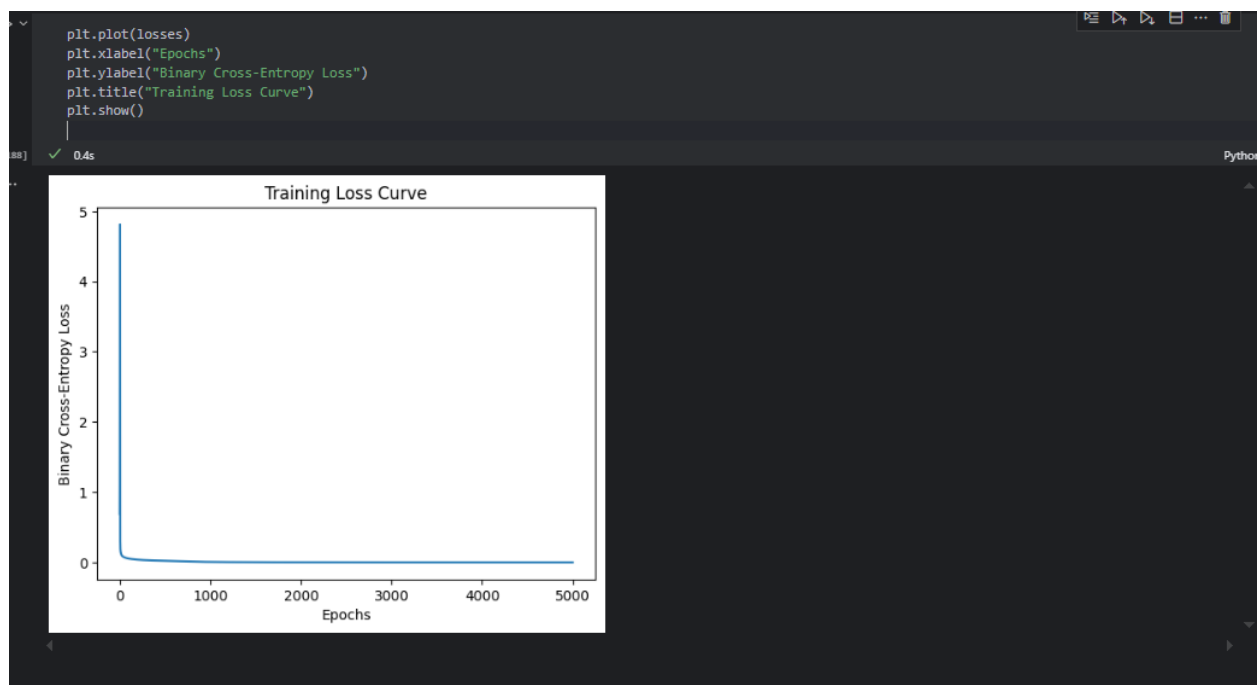 plt.plot(losses)
plt.xlabel("Epochs")
plt.ylabel("Binary Cross-Entropy Loss")
plt.title("Training Loss Curve")
plt.show()
88]
0.4s
Python
Training Loss Curve
5
4
3
2
1
0
Binary Cross-Entropy Loss
0 1000 2000 3000 4000 5000
Epochs